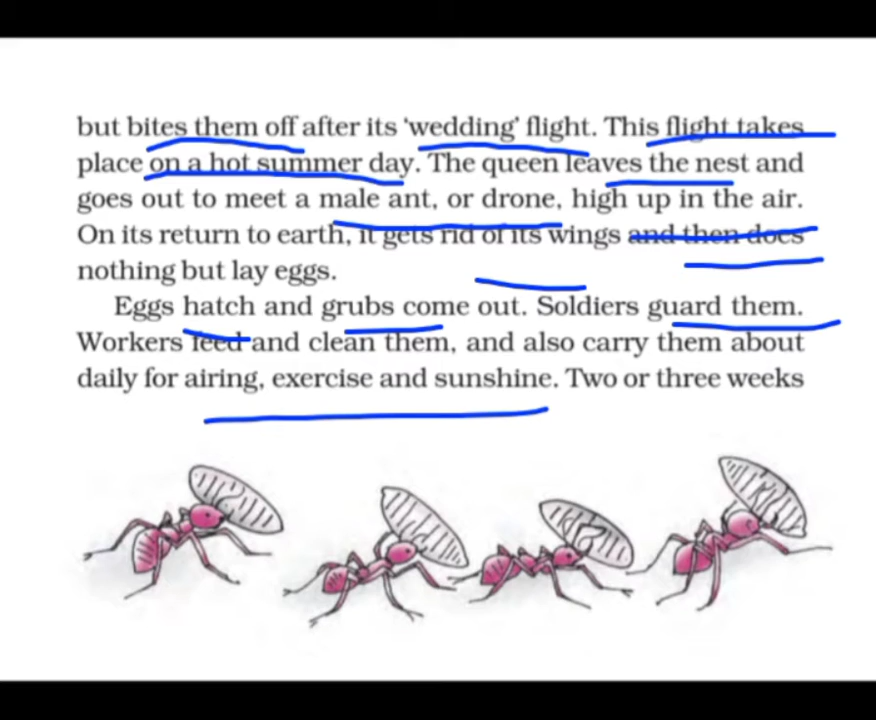 but bites them off after its 'wedding' flight. This flight takes
place on a hot summer day. The queen leaves the nest and
goes out to meet a male ant, or drone, high up in the air.
On its return to earth, it gets rid of its wings and then does
nothing but lay eggs.
Eggs hatch and grubs come out. Soldiers guard them.
Workers feed and clean them, and also carry them about
daily for airing, exercise and sunshine. Two or three weeks